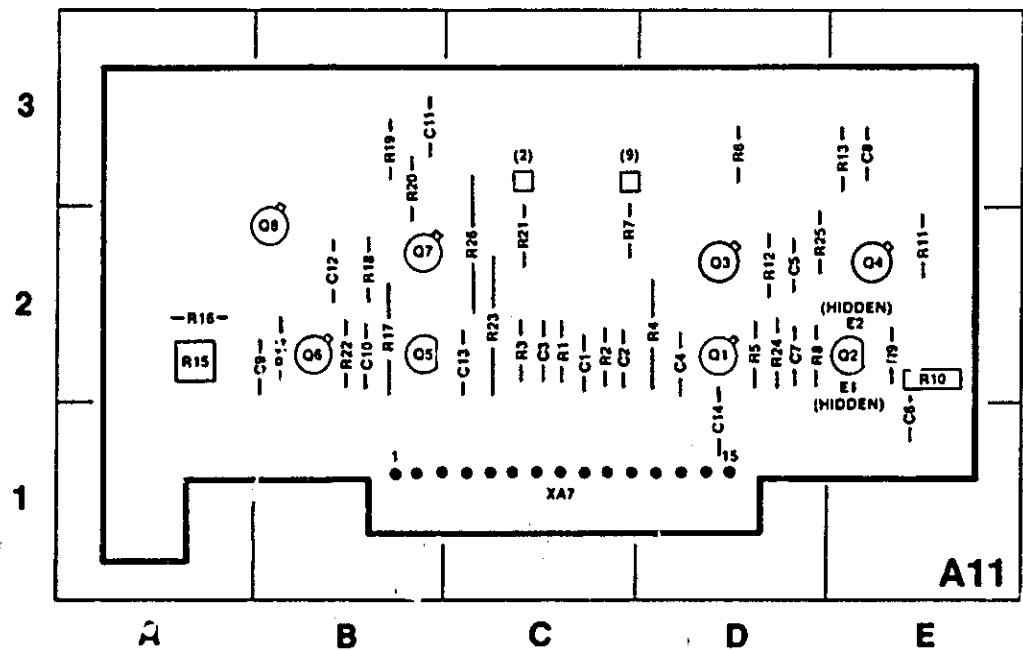 3
C11
R19
(2)
(9)
R6
R13
C8
R20
Q8
R26
R21
R7
R25
R11
C12
R18
Q7
Q3
R12
C5
Q4
2
R16
R17
R23
R4
(HIDDEN)
E2
R15
C9
Q6
R22
C10
Q5
C13
R3
C3
R1
C1
R2
C2
C4
Q1
R5
R24
C7
R8
Q2
R9
R10
E1
(HIDDEN)
C14
C6
1
15
XA7
1
A11
A
B
C
D
E